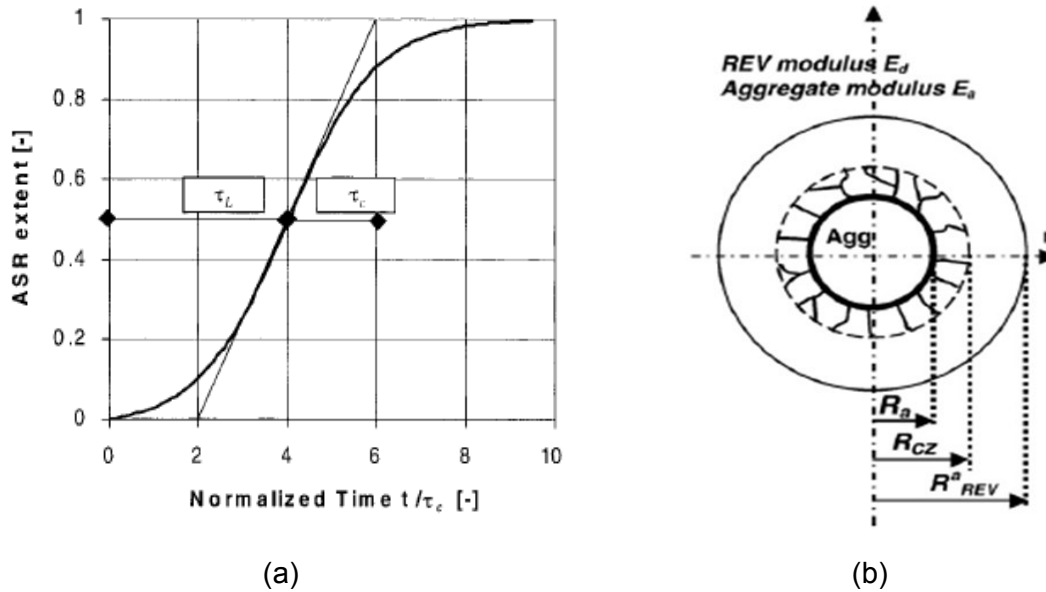 1
0.8
0.6
0.4
0.2
0
ASR extent [-]
τL
τc
0 2 4 6 8 10
Normalized Time t/τc [-]
(a)
REV modulus Ed
Aggregate modulus Ea
Agg
Ra
RCZ
RaREV
(b)